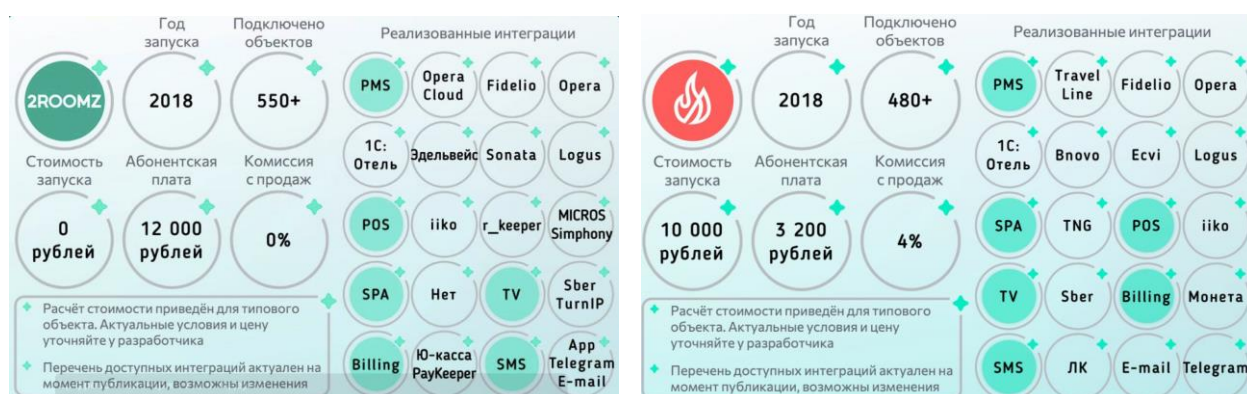 Год запуска
Подключено объектов
Реализованные интеграции
2ROOMZ
2018
550+
PMS
Opera Cloud
Fidelio
Opera
Стоимость запуска
Абонентская плата
Комиссия с продаж
1С: Отель
Эдельвейс
Sonata
Logus
0 рублей
12 000 рублей
0%
POS
iiko
r_keeper
MICROS Simphony
SPA
Нет
TV
Sber TurnIP
Billing
Ю-касса PayKeeper
SMS
App Telegram E-mail
Расчёт стоимости приведён для типового
объекта. Актуальные условия и цену
уточняйте у разработчика
Перечень доступных интеграций актуален на
момент публикации, возможны изменения
Год запуска
Подключено объектов
Реализованные интеграции
2018
480+
PMS
Travel Line
Fidelio
Opera
Стоимость запуска
Абонентская плата
Комиссия с продаж
1С: Отель
Bnovo
Ecvi
Logus
10 000 рублей
3 200 рублей
4%
SPA
TNG
POS
iiko
TV
Sber
Billing
Монета
SMS
ЛК
E-mail
Telegram
Расчёт стоимости приведён для типового
объекта. Актуальные условия и цену
уточняйте у разработчика
Перечень доступных интеграций актуален на
момент публикации, возможны изменения